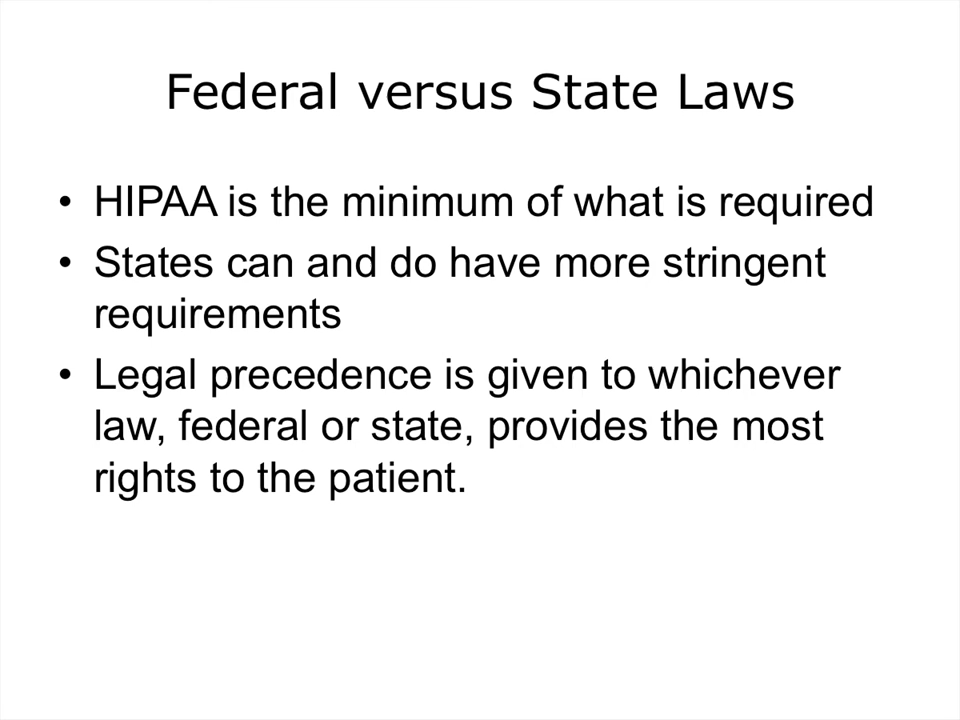 Federal versus State Laws
• HIPAA is the minimum of what is required
• States can and do have more stringent
requirements
• Legal precedence is given to whichever
law, federal or state, provides the most
rights to the patient.